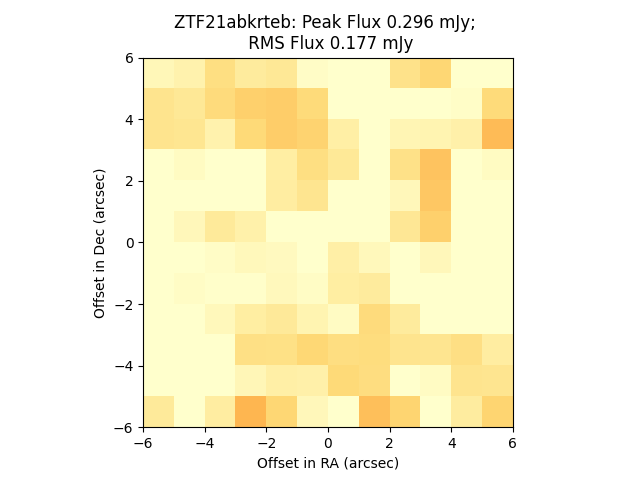 ZTF21abkrteb: Peak Flux 0.296 mJy;
RMS Flux 0.177 mJy
6
4
2
0
−2
−4
−6
Offset in Dec (arcsec)
−6 −4 −2 0 2 4 6
Offset in RA (arcsec)